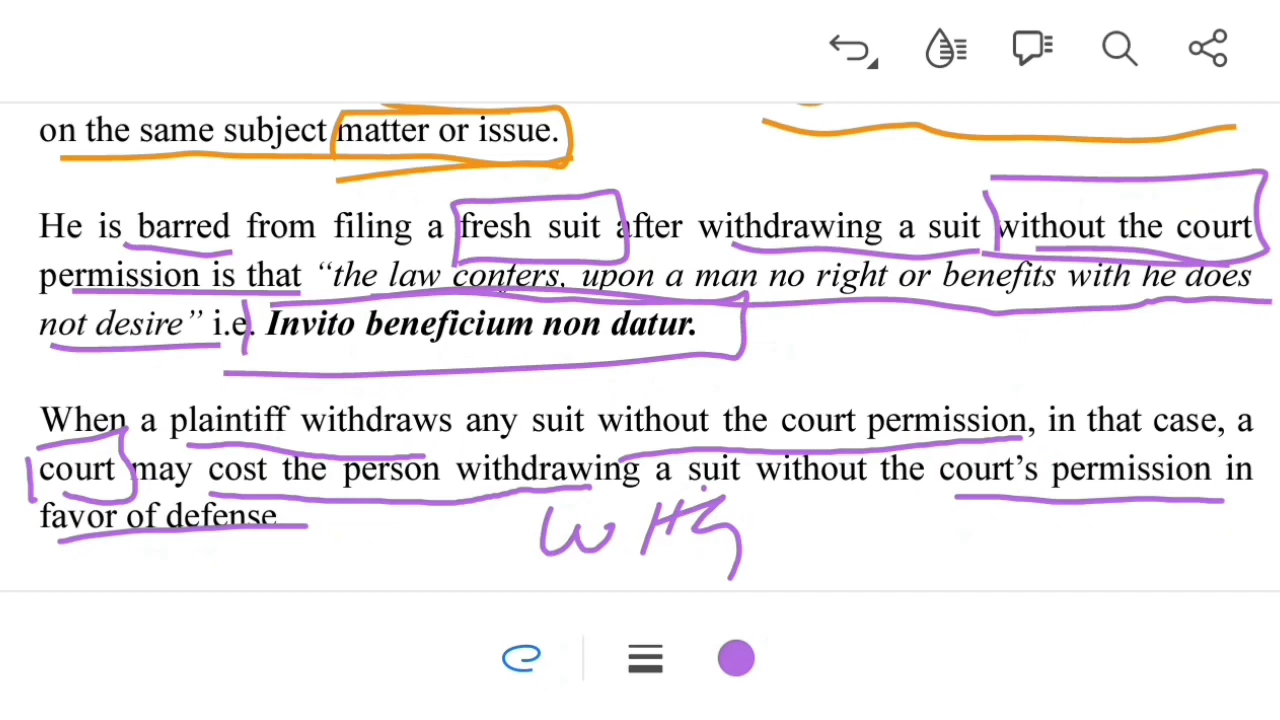 on the same subject matter or issue.
He is barred from filing a fresh suit after withdrawing a suit without the court
permission is that “the law confers, upon a man no right or benefits with he does
not desire” i.e. Invito beneficium non datur.
When a plaintiff withdraws any suit without the court permission, in that case, a
court may cost the person withdrawing a suit without the court’s permission in
favor of defense